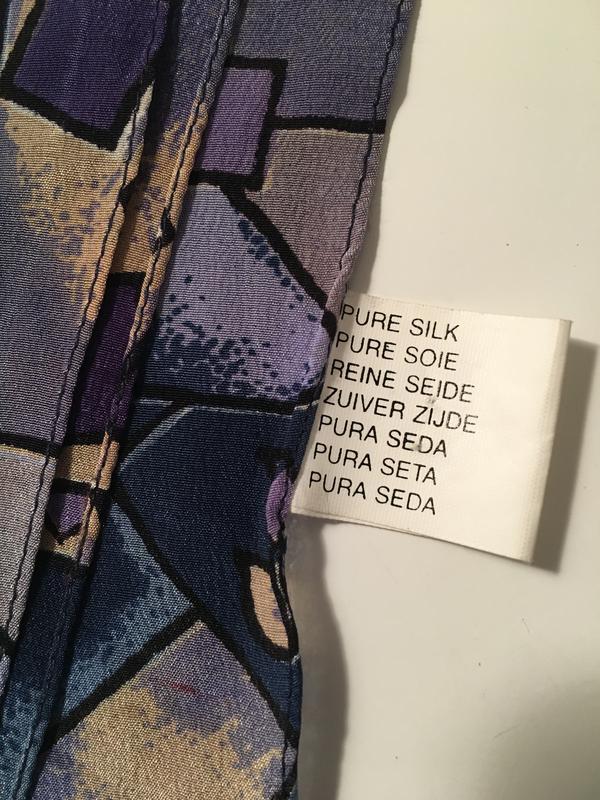 PURE SILK
PURE SOIE
REINE SEIDE
ZUIVER ZIJDE
PURA SEDA
PURA SETA
PURA SEDA